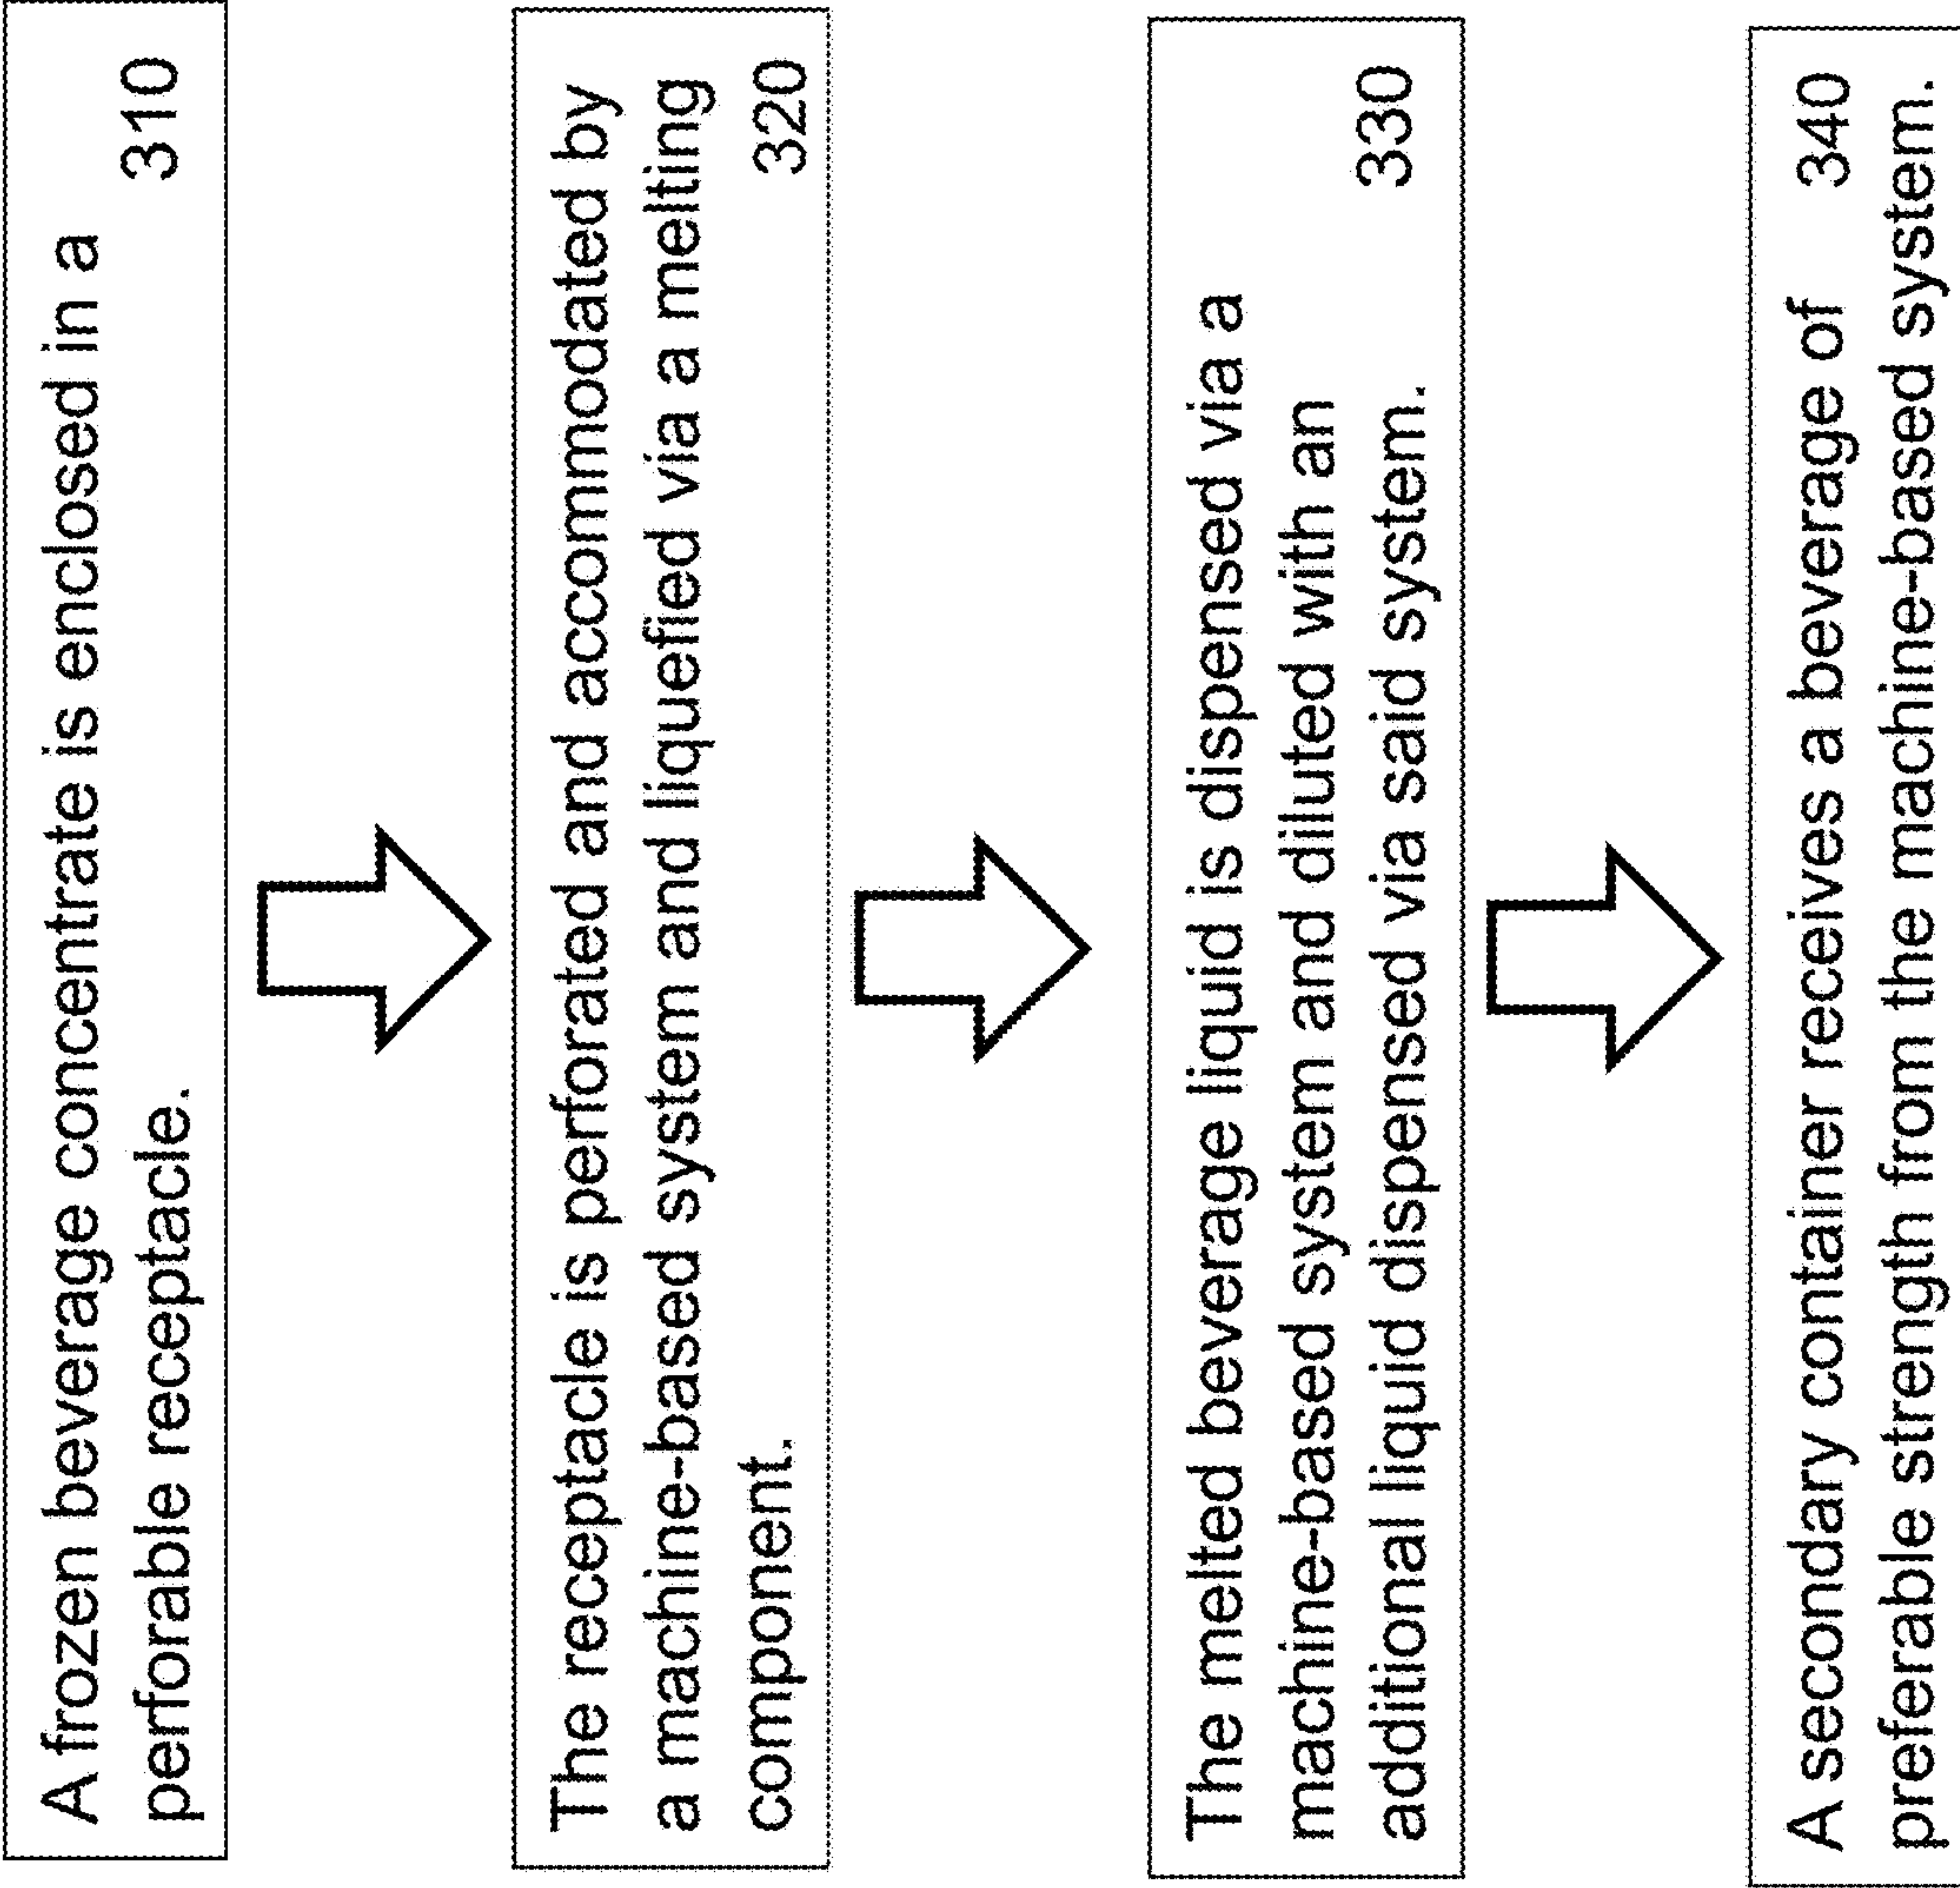 A frozen beverage concentrate is enclosed in a
perforable receptacle. 310
The receptacle is perforated and accommodated by
a machine-based system and liquefied via a melting
component. 320
The melted beverage liquid is dispensed via a
machine-based system and diluted with an
additional liquid dispensed via said system. 330
A secondary container receives a beverage of 340
preferable strength from the machine-based system.